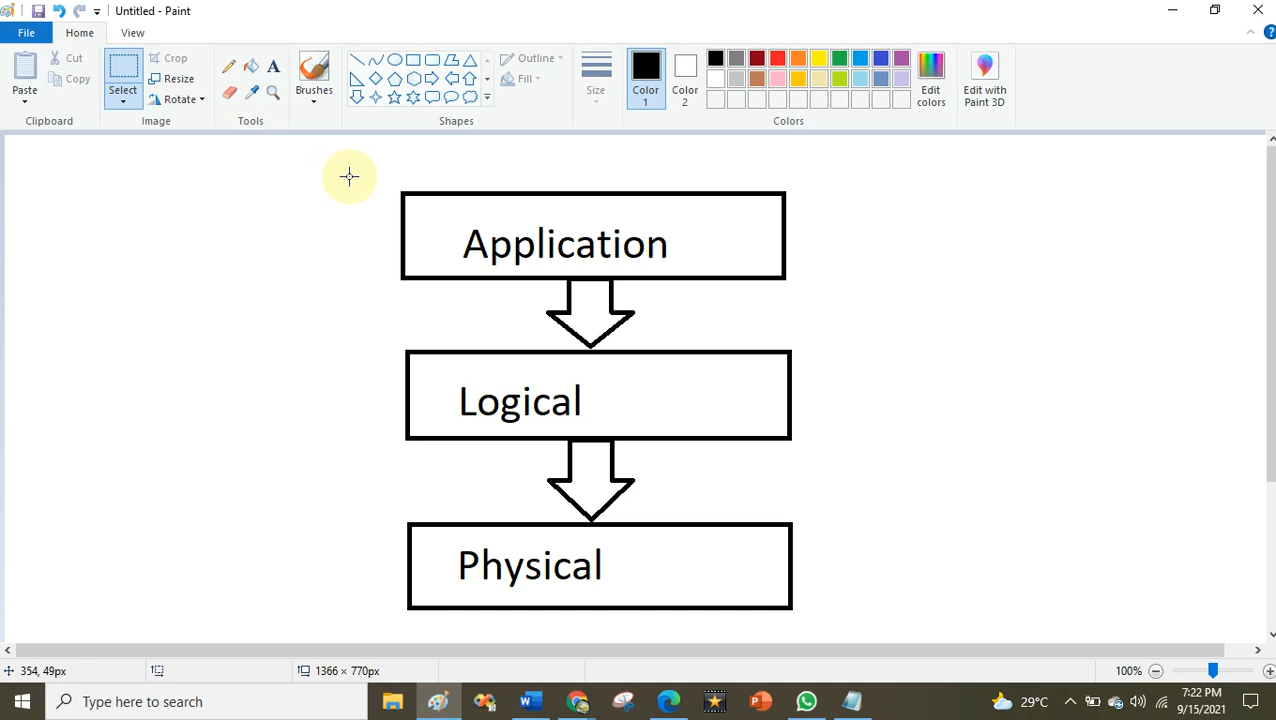 Untitled - Paint
File
Home
View
Paste
Cut
Copy
Clipboard
Select
Crop
Resize
Rotate
Image
A
Tools
Brushes
Shapes
Outline
Fill
Size
Color 1
Color 2
Edit colors
Edit with Paint 3D
Colors
Application
Logical
Physical
354, 49px
1366 × 770px
100%
Type here to search
29°C
7:22 PM
9/15/2021